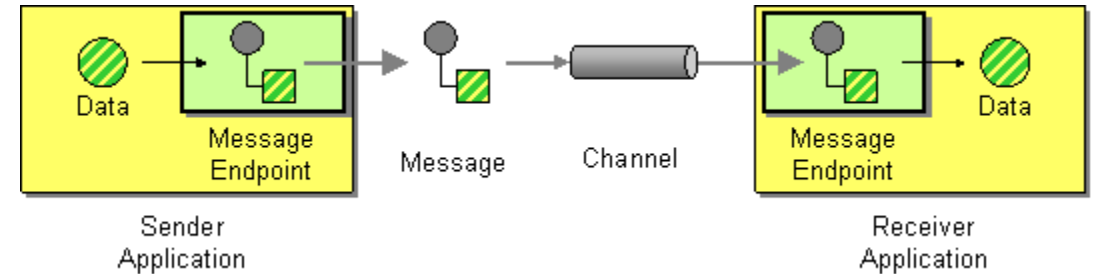 Data
Message
Endpoint
Message
Channel
Message
Endpoint
Data
Sender
Application
Receiver
Application